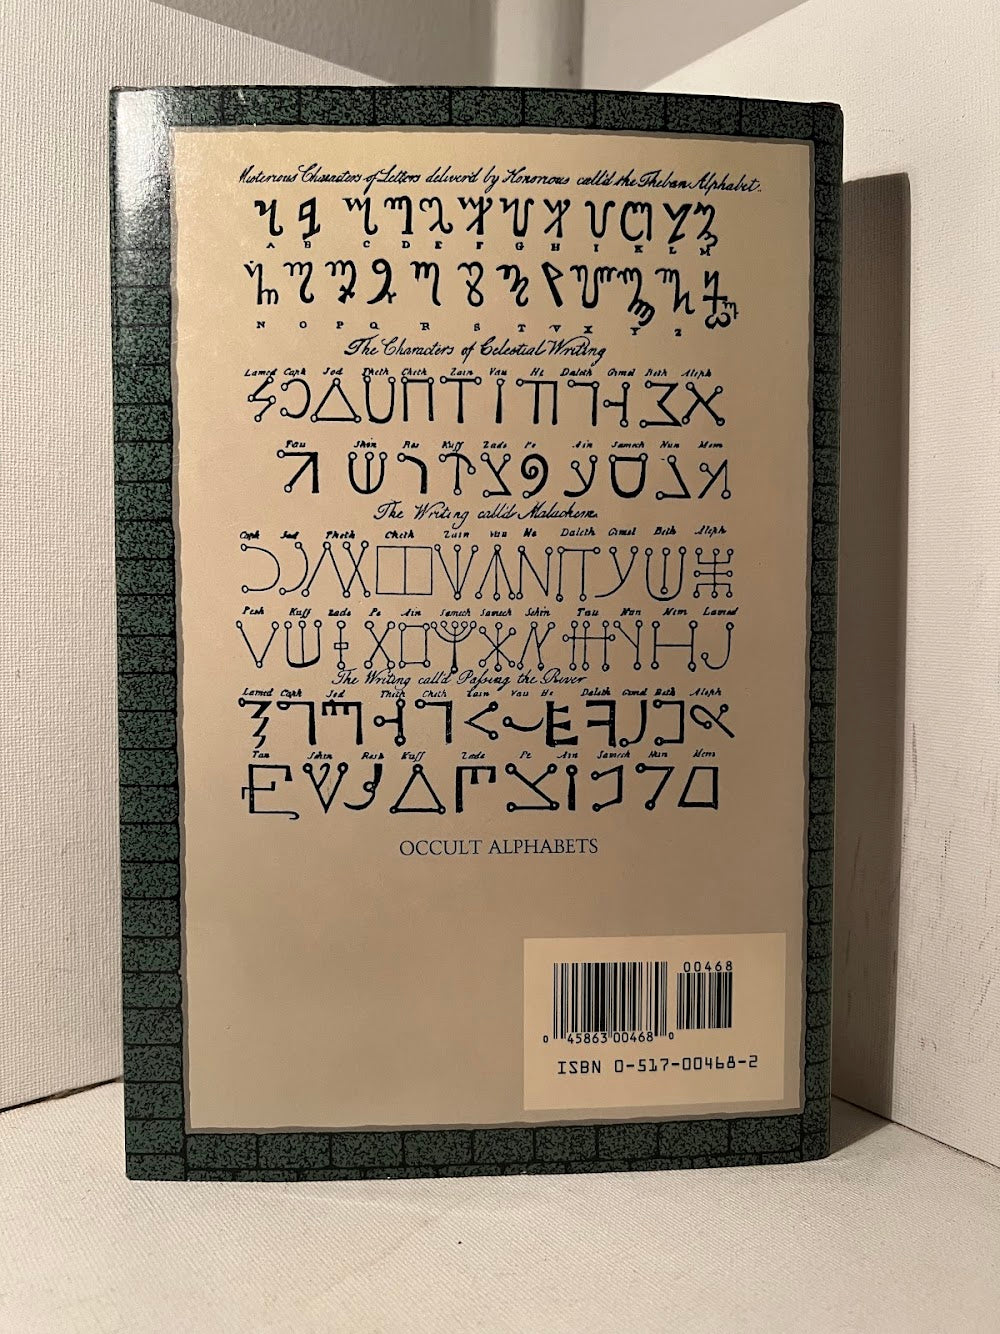 Misterious Characters of Letters deliverd by Honorious call'd the Theban Alphabet.
A B C D E F G H I K L M
N O P Q R S T V X Y Z
The Characters of Celestial Writing
Lamed Caph Jod Theth Cheth Zain Vau He Daleth Gimel Beth Aleph
Tau Shin Res Kuff Zade Pe Ain Samech Nun Mem
The Writing call'd Malachim
Caph Jod Theth Cheth Zain Vau He Daleth Gimel Beth Aleph
Resh Kuff Zade Pe Ain Samech Samech Schin Tau Nun Mem Lamed
The Writing call'd Passing the River
Lamed Caph Jod Theth Cheth Zain Vau He Daleth Gimel Beth Aleph
Tau Schin Resh Kuff Zade Pe Ain Samech Nun Mem
OCCULT ALPHABETS
00468
0 45863 00468 0
ISBN 0-517-00468-2